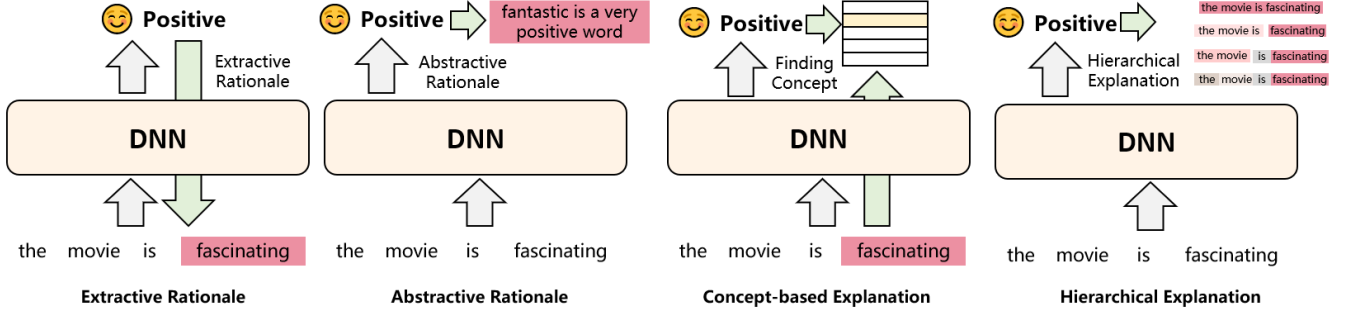 Positive
Extractive
Rationale
DNN
the movie is fascinating
Extractive Rationale
Positive
fantastic is a very
positive word
Abstractive
Rationale
DNN
the movie is fascinating
Abstractive Rationale
Positive
Finding
Concept
DNN
the movie is fascinating
Concept-based Explanation
Positive
the movie is fascinating
the movie is fascinating
the movie is fascinating
the movie is fascinating
Hierarchical
Explanation
DNN
the movie is fascinating
Hierarchical Explanation